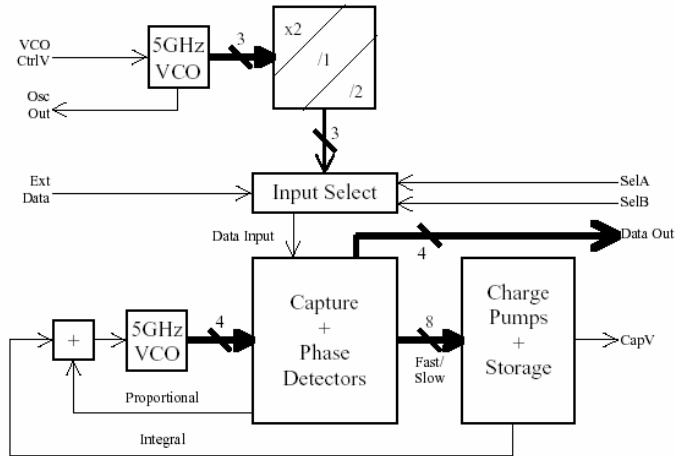 VCO
CtrlV
5GHz
VCO
3
x2
/1
/2
Osc
Out
3
Ext
Data
Input Select
SelA
SelB
Data Input
4
Data Out
Capture
+
Phase
Detectors
Charge
Pumps
+
Storage
+
5GHz
VCO
4
8
Fast/
Slow
CapV
Proportional
Integral